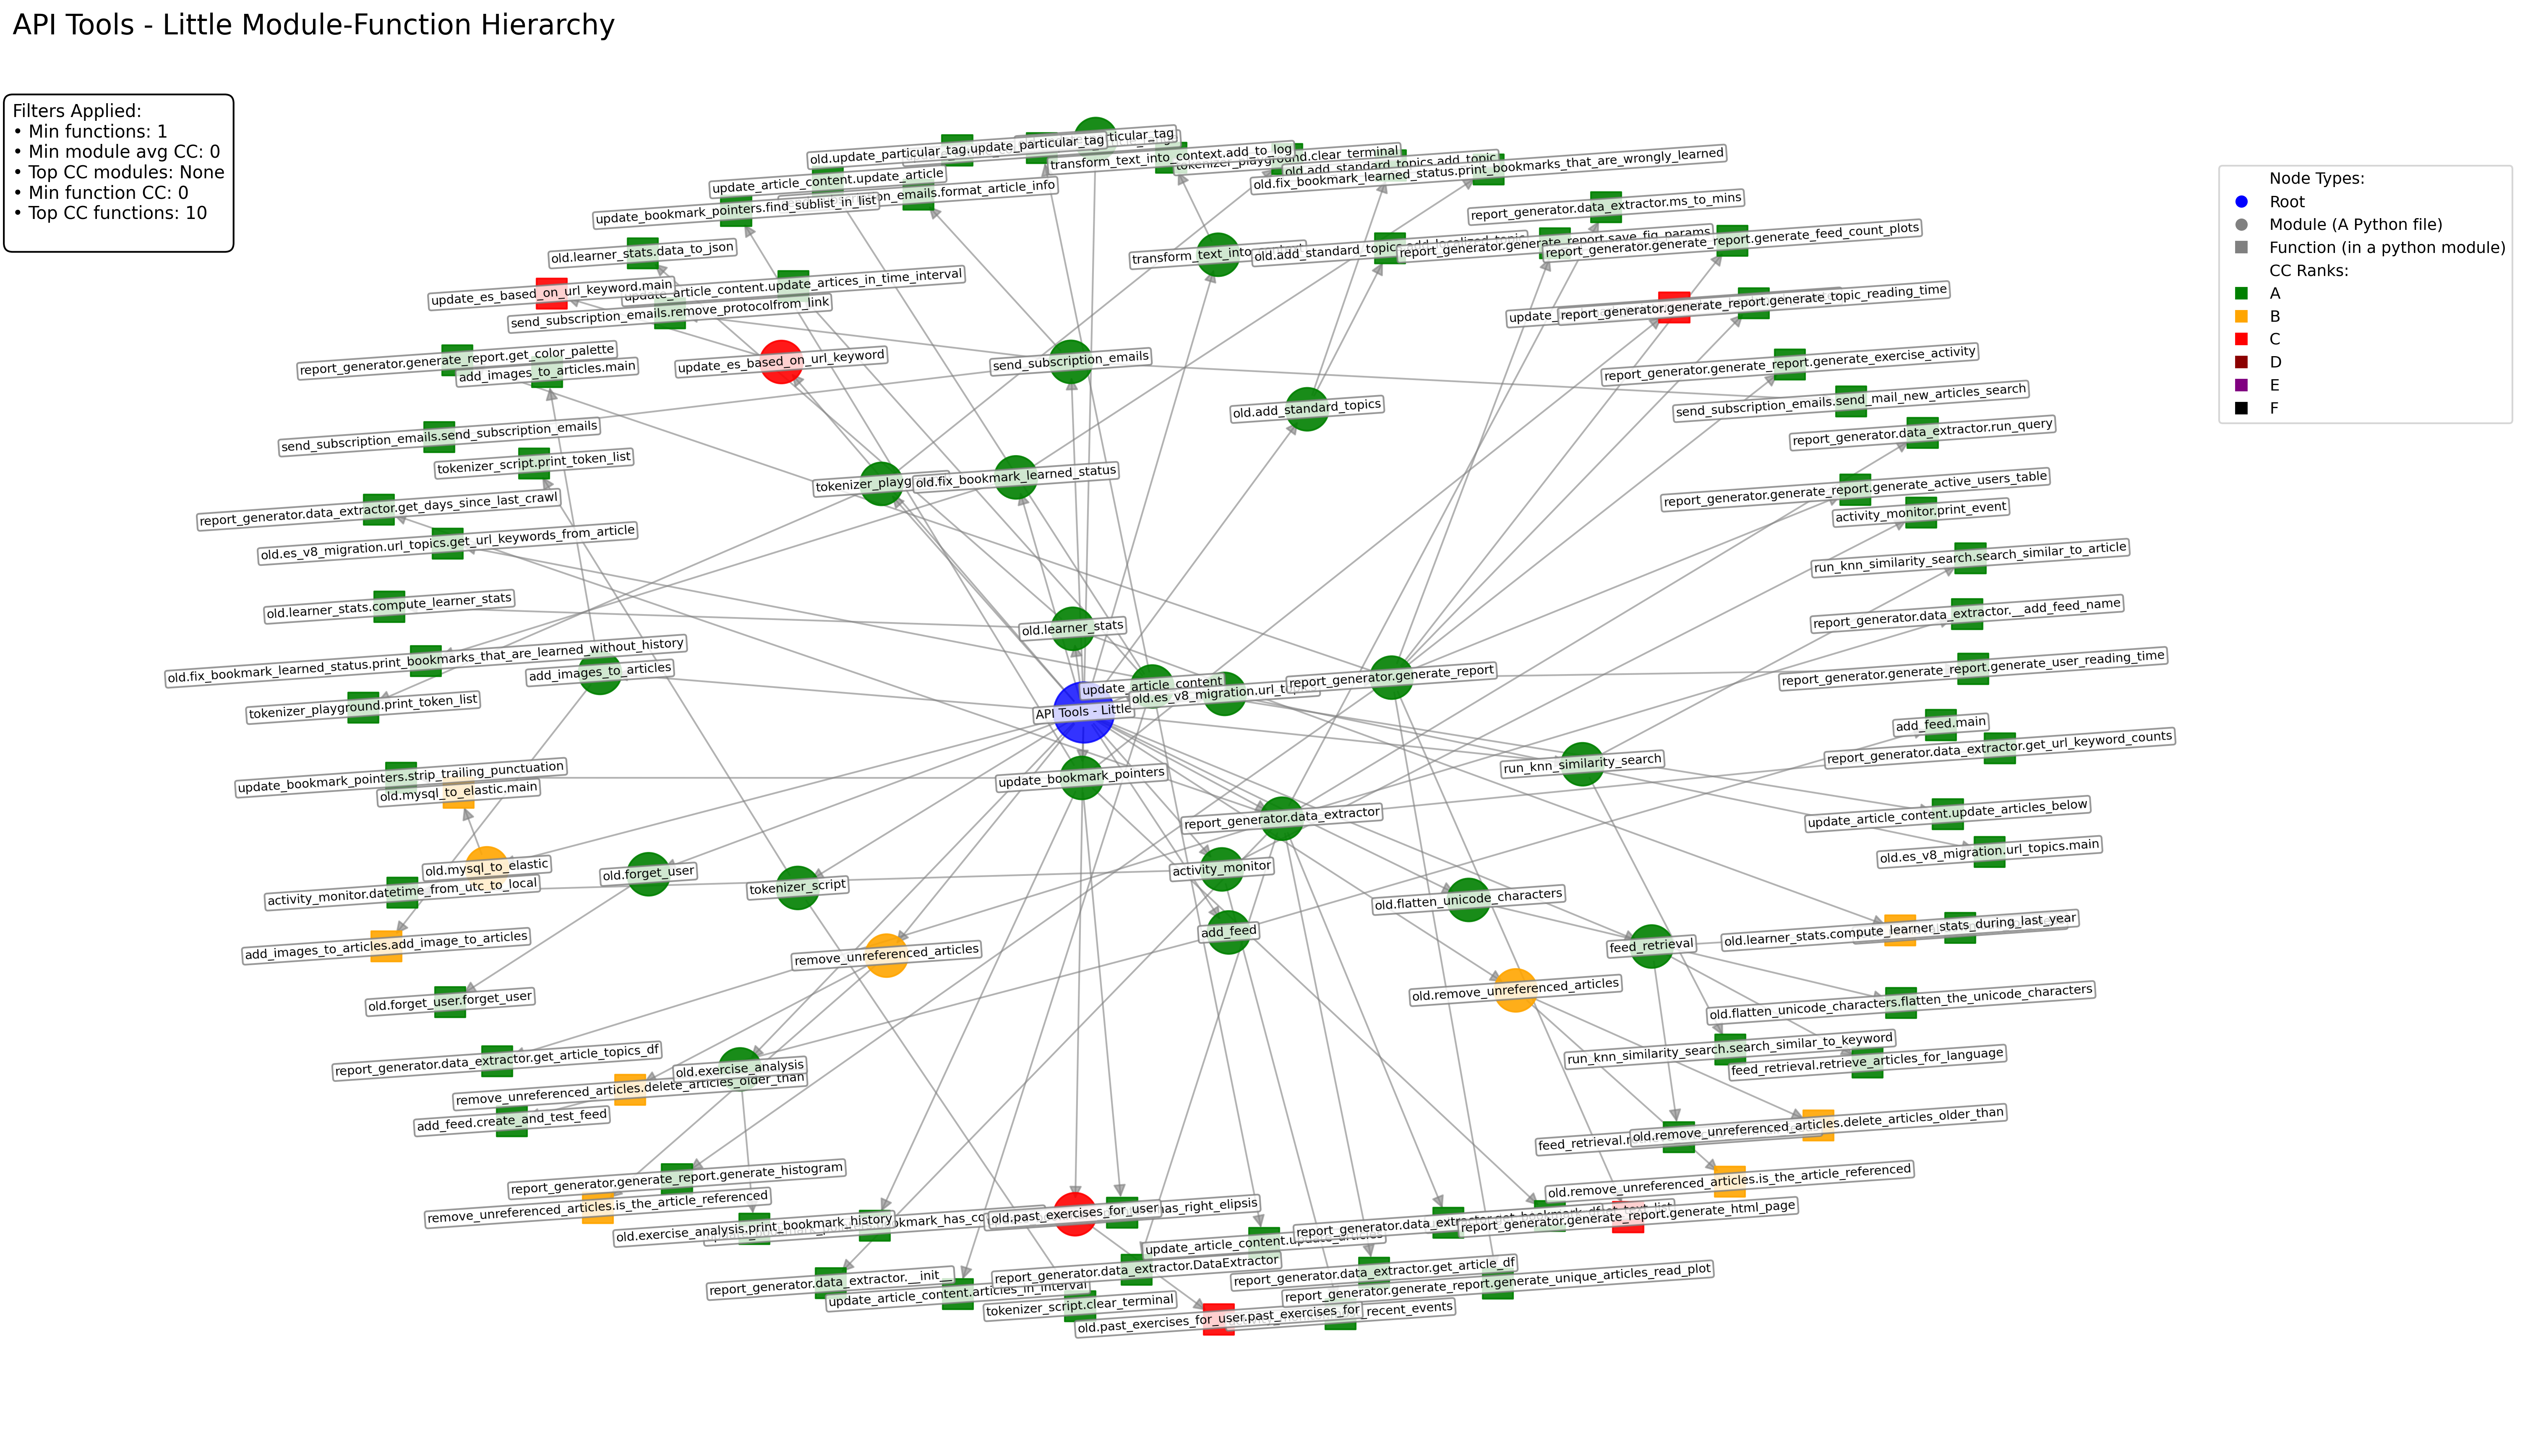 API Tools - Little Module-Function Hierarchy
Filters Applied:
• Min functions: 1
• Min module avg CC: 0
• Top CC modules: None
• Min function CC: 0
• Top CC functions: 10
Node Types:
Root
Module (A Python file)
Function (in a python module)
CC Ranks:
A
B
C
D
E
F
old.update_particular_tag.update_particular_tag
transform_text_into_context.add_to_log
tokenizer_playground.clear_terminal
old.add_standard_topics.add_topic
old.fix_bookmark_learned_status.print_bookmarks_that_are_wrongly_learned
update_article_content.update_article
update_bookmark_pointers.find_sublist_in_list
report_generator.data_extractor.ms_to_mins
report_generator.generate_report.generate_feed_count_plots
old.learner_stats.data_to_json
update_es_based_on_url_keyword.main
update_article_content.update_artices_in_time_interval
send_subscription_emails.remove_protocolfrom_link
report_generator.generate_report.generate_topic_reading_time
report_generator.generate_report.get_color_palette
add_images_to_articles.main
update_es_based_on_url_keyword
send_subscription_emails
report_generator.generate_report.generate_exercise_activity
send_subscription_emails.send_mail_new_articles_search
old.add_standard_topics
send_subscription_emails.send_subscription_emails
report_generator.data_extractor.run_query
tokenizer_script.print_token_list
old.fix_bookmark_learned_status
report_generator.generate_report.generate_active_users_table
report_generator.data_extractor.get_days_since_last_crawl
activity_monitor.print_event
old.es_v8_migration.url_topics.get_url_keywords_from_article
run_knn_similarity_search.search_similar_to_article
old.learner_stats.compute_learner_stats
old.learner_stats
report_generator.data_extractor.__add_feed_name
old.fix_bookmark_learned_status.print_bookmarks_that_are_learned_without_history
add_images_to_articles
report_generator.generate_report
report_generator.generate_report.generate_user_reading_time
update_article_content
tokenizer_playground.print_token_list
API Tools - Little
add_feed.main
report_generator.data_extractor.get_url_keyword_counts
update_bookmark_pointers.strip_trailing_punctuation
old.mysql_to_elastic.main
update_bookmark_pointers
run_knn_similarity_search
report_generator.data_extractor
update_article_content.update_articles_below
old.es_v8_migration.url_topics.main
old.mysql_to_elastic
old.forget_user
tokenizer_script
activity_monitor
activity_monitor.datetime_from_utc_to_local
old.flatten_unicode_characters
add_feed
old.learner_stats.compute_learner_stats_during_last_year
add_images_to_articles.add_image_to_articles
remove_unreferenced_articles
feed_retrieval
old.remove_unreferenced_articles
old.forget_user.forget_user
old.flatten_unicode_characters.flatten_the_unicode_characters
run_knn_similarity_search.search_similar_to_keyword
feed_retrieval.retrieve_articles_for_language
report_generator.data_extractor.get_article_topics_df
old.exercise_analysis
remove_unreferenced_articles.delete_articles_older_than
add_feed.create_and_test_feed
old.remove_unreferenced_articles.delete_articles_older_than
report_generator.generate_report.generate_histogram
old.remove_unreferenced_articles.is_the_article_referenced
remove_unreferenced_articles.is_the_article_referenced
old.exercise_analysis.print_bookmark_history
old.past_exercises_for_user
report_generator.generate_report.generate_html_page
report_generator.data_extractor.DataExtractor
report_generator.data_extractor.get_article_df
report_generator.data_extractor.__init__
update_article_content.articles_in_interval
report_generator.generate_report.generate_unique_articles_read_plot
tokenizer_script.clear_terminal
old.past_exercises_for_user.past_exercises_for
recent_events